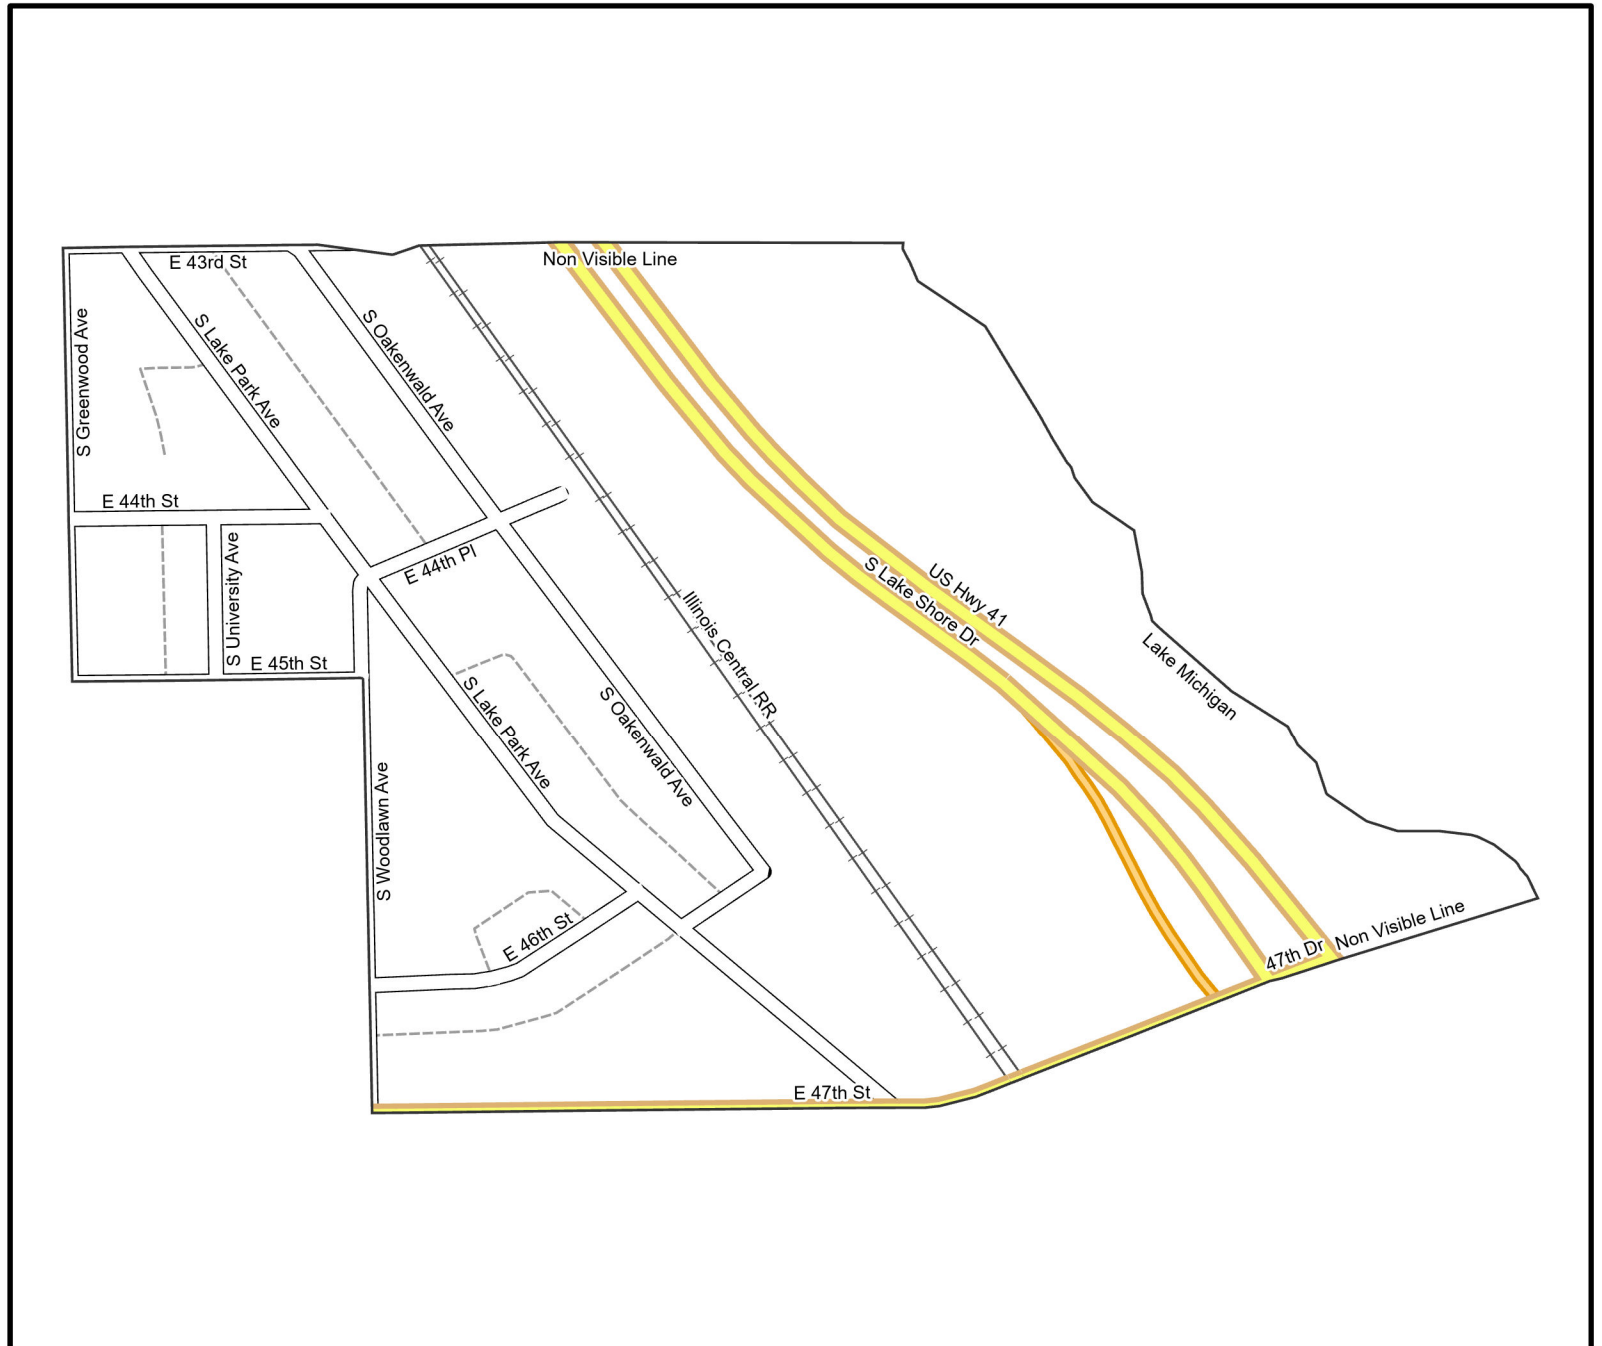 E 43rd St
Non Visible Line
S Greenwood Ave
S Lake Park Ave
S Oakenwald Ave
E 44th St
S University Ave
E 44th Pl
US Hwy 41
S Lake Shore Dr
Illinois Central RR
Lake Michigan
E 45th St
S Lake Park Ave
S Oakenwald Ave
S Woodlawn Ave
E 46th St
47th Dr
Non Visible Line
E 47th St